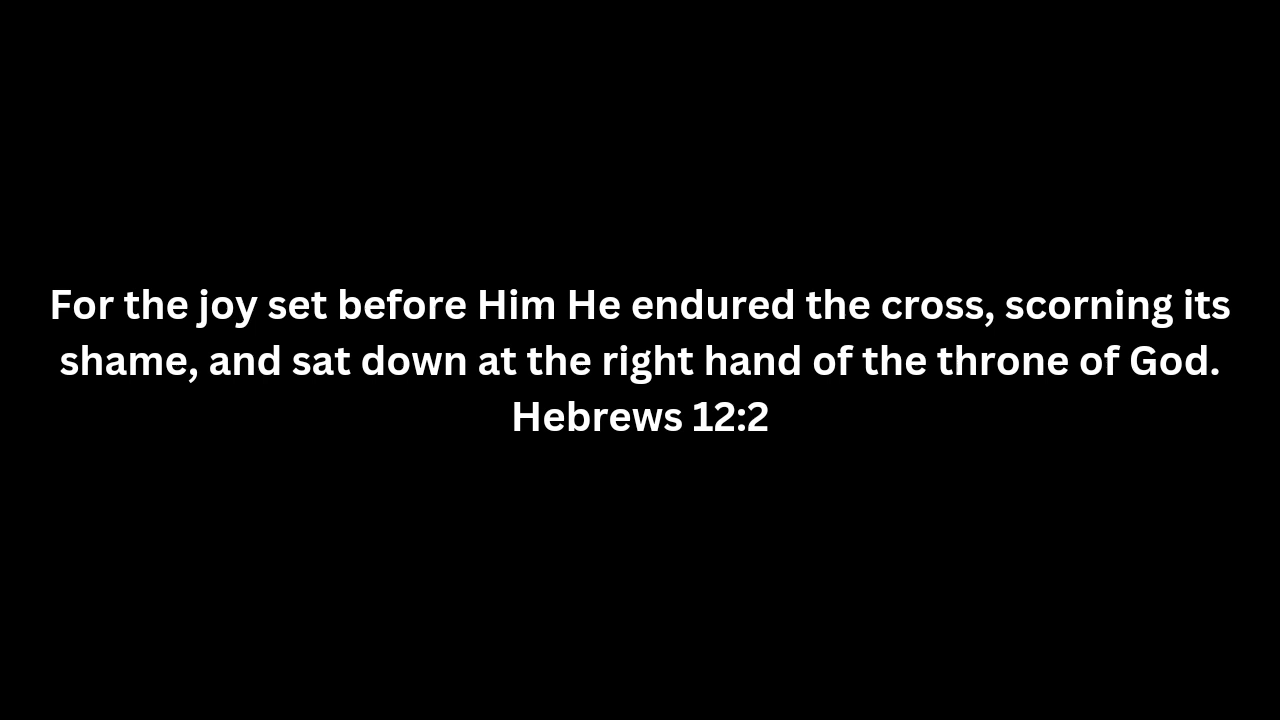 For the joy set before Him He endured the cross, scorning its
shame, and sat down at the right hand of the throne of God.
Hebrews 12:2